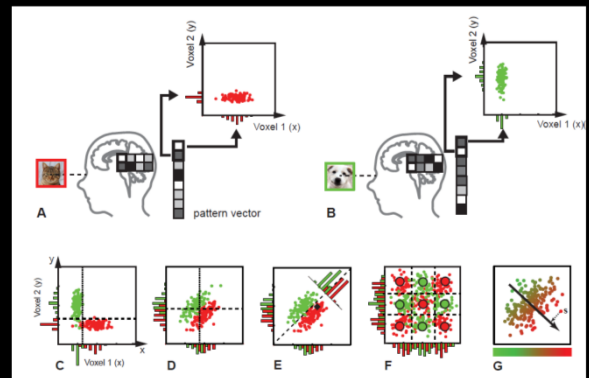 Voxel 2 (y)
Voxel 1 (x)
A
pattern vector
Voxel 2 (y)
Voxel 1 (x)
B
y
Voxel 2 (y)
x
Voxel 1 (x)
C
D
E
F
s
G